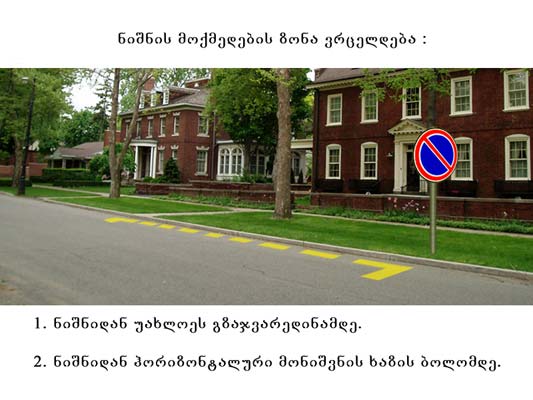 ნიშნის მოქმედების ზონა ვრცელდება :
1. ნიშნიდან უახლოეს გზაჯვარედინამდე.
2. ნიშნიდან ჰორიზონტალური მონიშვნის ხაზის ბოლომდე.